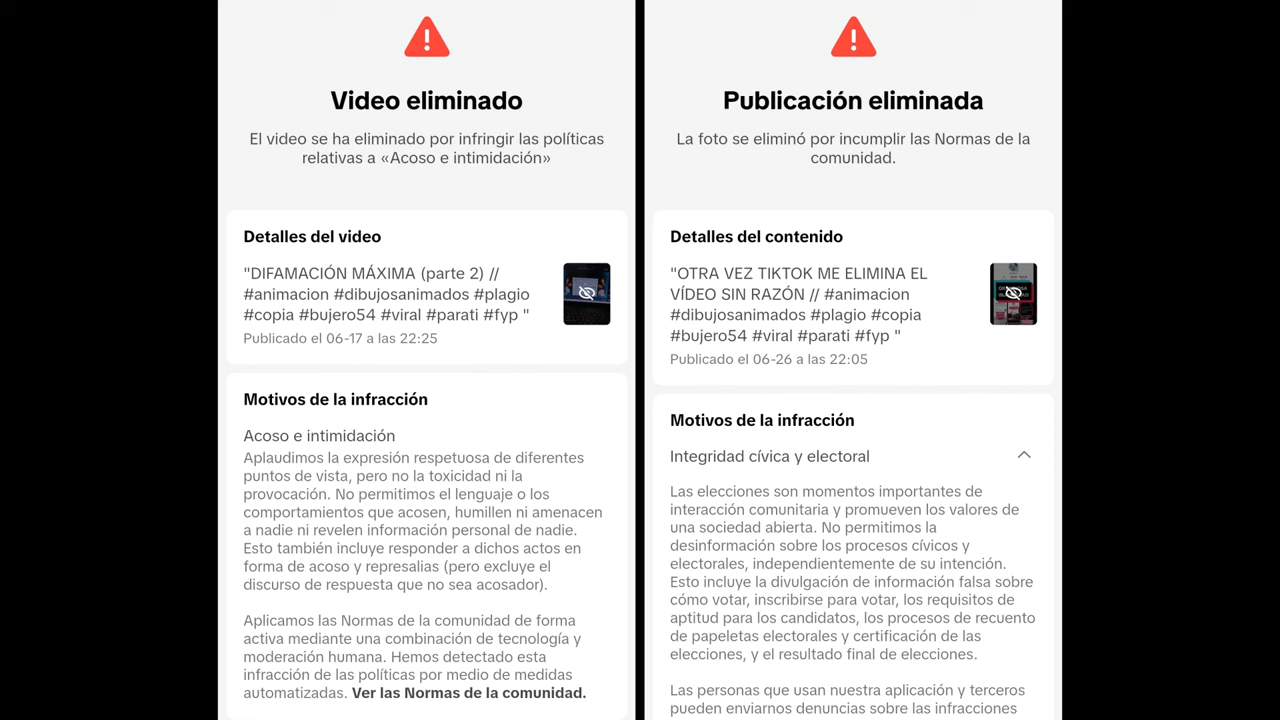 Video eliminado
El video se ha eliminado por infringir las políticas
relativas a «Acoso e intimidación»
Detalles del video
"DIFAMACIÓN MÁXIMA (parte 2) //
#animacion #dibujosanimados #plagio
#copia #bujero54 #viral #parati #fyp "
Publicado el 06-17 a las 22:25
Motivos de la infracción
Acoso e intimidación
Aplaudimos la expresión respetuosa de diferentes
puntos de vista, pero no la toxicidad ni la
provocación. No permitimos el lenguaje o los
comportamientos que acosen, humillen ni amenacen
a nadie ni revelen información personal de nadie.
Esto también incluye responder a dichos actos en
forma de acoso y represalias (pero excluye el
discurso de respuesta que no sea acosador).
Aplicamos las Normas de la comunidad de forma
activa mediante una combinación de tecnología y
moderación humana. Hemos detectado esta
infracción de las políticas por medio de medidas
automatizadas. Ver las Normas de la comunidad.
Publicación eliminada
La foto se eliminó por incumplir las Normas de la
comunidad.
Detalles del contenido
"OTRA VEZ TIKTOK ME ELIMINA EL
VÍDEO SIN RAZÓN // #animacion
#dibujosanimados #plagio #copia
#bujero54 #viral #parati #fyp "
Publicado el 06-26 a las 22:05
Motivos de la infracción
Integridad cívica y electoral
Las elecciones son momentos importantes de
interacción comunitaria y promueven los valores de
una sociedad abierta. No permitimos la
desinformación sobre los procesos cívicos y
electorales, independientemente de su intención.
Esto incluye la divulgación de información falsa sobre
cómo votar, inscribirse para votar, los requisitos de
aptitud para los candidatos, los procesos de recuento
de papeletas electorales y certificación de las
elecciones, y el resultado final de elecciones.
Las personas que usan nuestra aplicación y terceros
pueden enviarnos denuncias sobre las infracciones